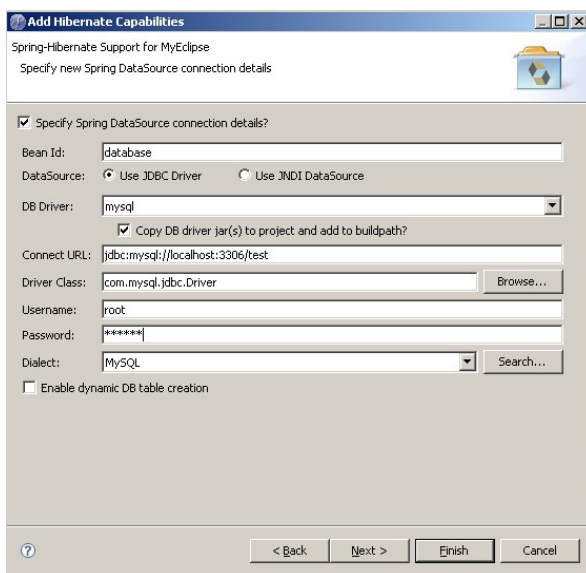 Add Hibernate Capabilities
Spring-Hibernate Support for MyEclipse
Specify new Spring DataSource connection details
Specify Spring DataSource connection details?
Bean Id: database
DataSource: Use JDBC Driver Use JNDI DataSource
DB Driver: mysql
Copy DB driver jar(s) to project and add to buildpath?
Connect URL: jdbc:mysql://localhost:3306/test
Driver Class: com.mysql.jdbc.Driver Browse...
Username: root
Password: ******
Dialect: MySQL Search...
Enable dynamic DB table creation
? < Back Next > Finish Cancel